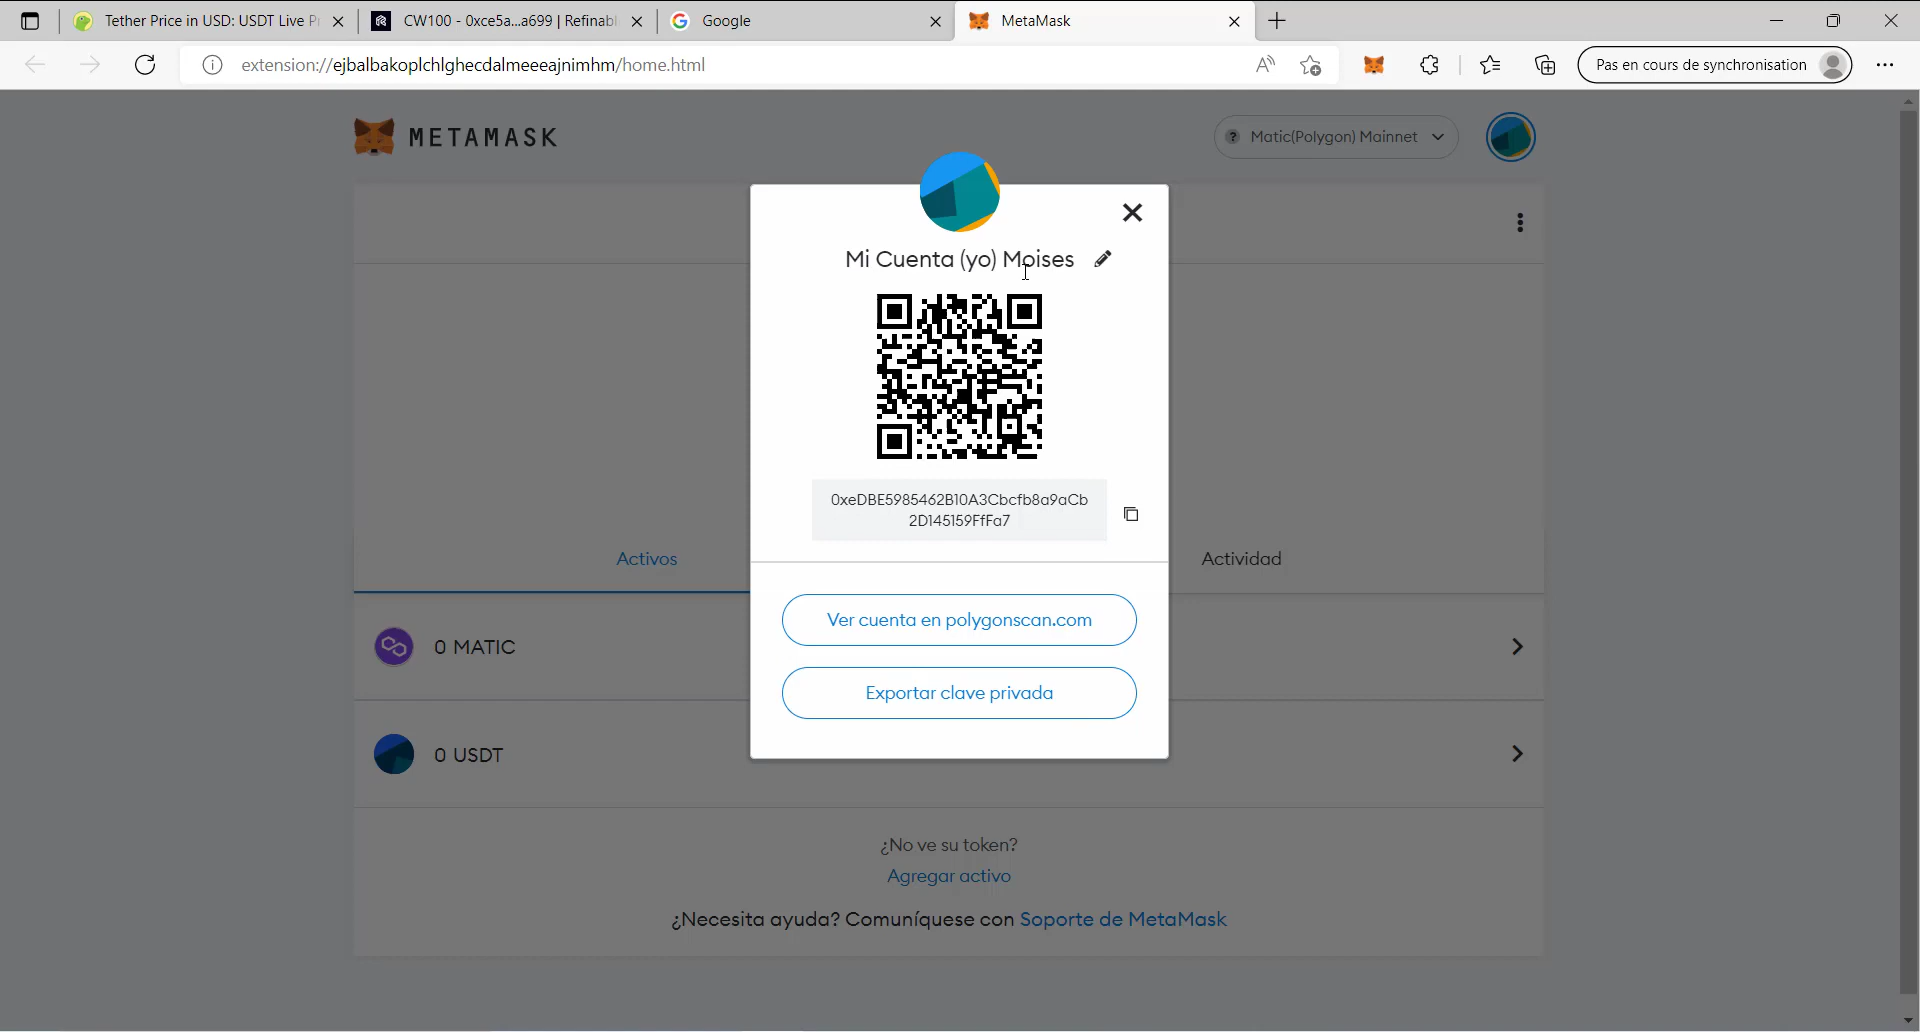 Tether Price in USD: USDT Live P
CW100 - 0xce5a...a699 | Refinabl
Google
MetaMask
extension://ejbalbakoplchlghecdalmeeeajnimhm/home.html
Pas en cours de synchronisation
METAMASK
Matic(Polygon) Mainnet
Mi Cuenta (yo) Moises
0xeDBE5985462B10A3Cbcfb8a9aCb
2D145159FfFa7
Activos
Actividad
Ver cuenta en polygonscan.com
0 MATIC
Exportar clave privada
0 USDT
¿No ve su token?
Agregar activo
¿Necesita ayuda? Comuníquese con Soporte de MetaMask